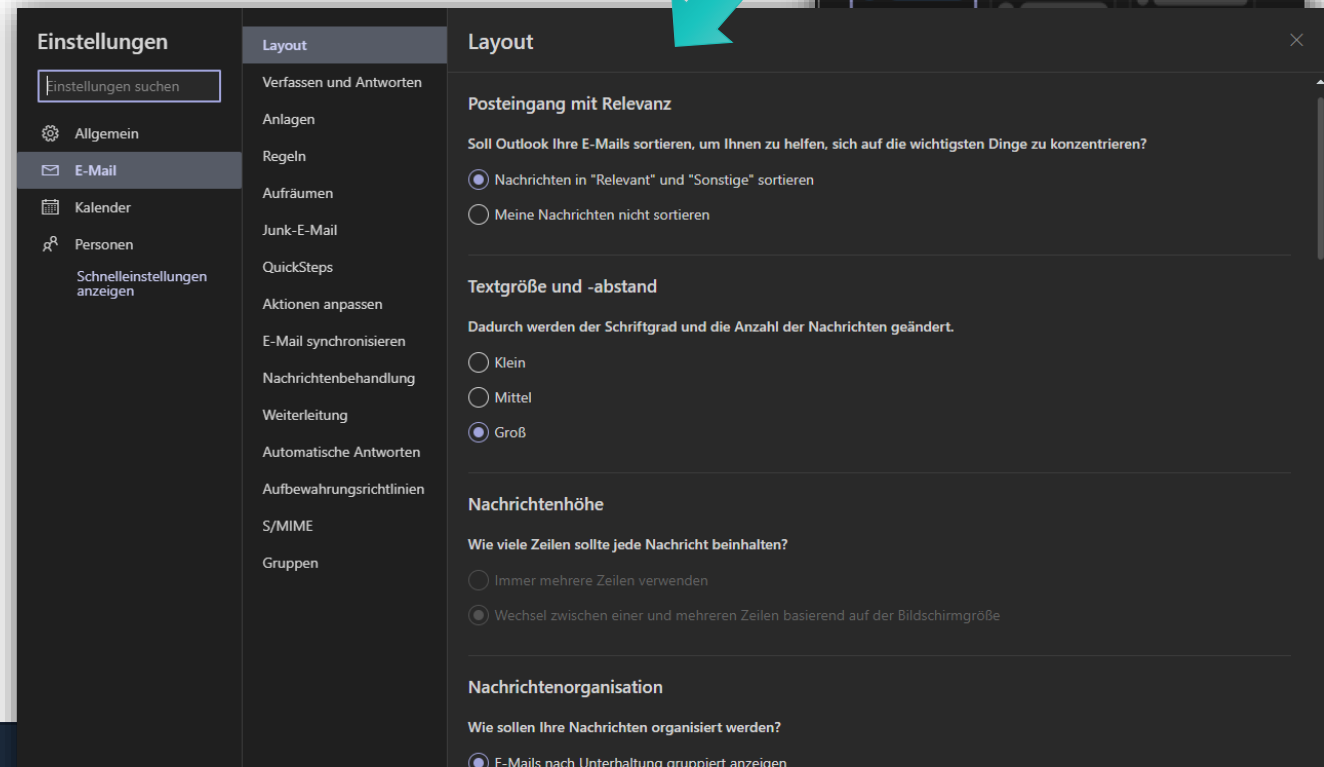 Einstellungen
Einstellungen suchen
Allgemein
E-Mail
Kalender
Personen
Schnelleinstellungen
anzeigen
Layout
Verfassen und Antworten
Anlagen
Regeln
Aufräumen
Junk-E-Mail
QuickSteps
Aktionen anpassen
E-Mail synchronisieren
Nachrichtenbehandlung
Weiterleitung
Automatische Antworten
Aufbewahrungsrichtlinien
S/MIME
Gruppen
Layout
Posteingang mit Relevanz
Soll Outlook Ihre E-Mails sortieren, um Ihnen zu helfen, sich auf die wichtigsten Dinge zu konzentrieren?
Nachrichten in "Relevant" und "Sonstige" sortieren
Meine Nachrichten nicht sortieren
Textgröße und -abstand
Dadurch werden der Schriftgrad und die Anzahl der Nachrichten geändert.
Klein
Mittel
Groß
Nachrichtenhöhe
Wie viele Zeilen sollte jede Nachricht beinhalten?
Immer mehrere Zeilen verwenden
Wechsel zwischen einer und mehreren Zeilen basierend auf der Bildschirmgröße
Nachrichtenorganisation
Wie sollen Ihre Nachrichten organisiert werden?
E-Mails nach Unterhaltung gruppiert anzeigen